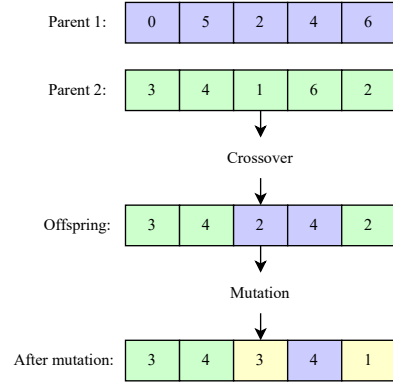 Parent 1: 0 5 2 4 6
Parent 2: 3 4 1 6 2
Crossover
Offspring: 3 4 2 4 2
Mutation
After mutation: 3 4 3 4 1